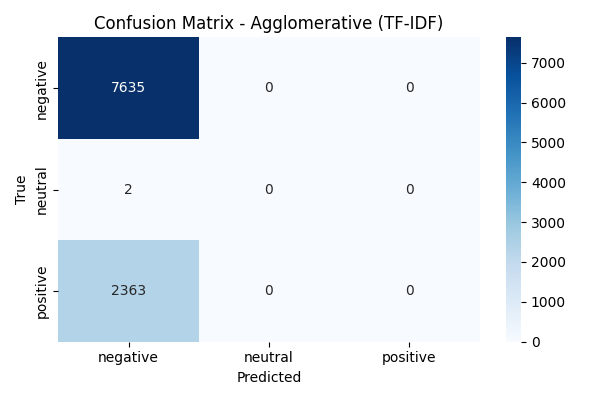 Confusion Matrix - Agglomerative (TF-IDF)
True
negative
7635 0 0
neutral
2 0 0
positive
2363 0 0
negative neutral positive
Predicted
7000
6000
5000
4000
3000
2000
1000
0